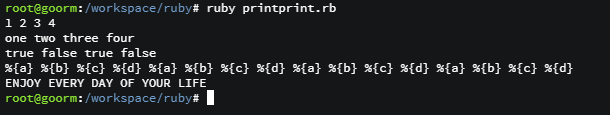 root@goorm:/workspace/ruby# ruby printprint.rb
1 2 3 4
one two three four
true false true false
%{a} %{b} %{c} %{d} %{a} %{b} %{c} %{d} %{a} %{b} %{c} %{d} %{a} %{b} %{c} %{d}
ENJOY EVERY DAY OF YOUR LIFE
root@goorm:/workspace/ruby#